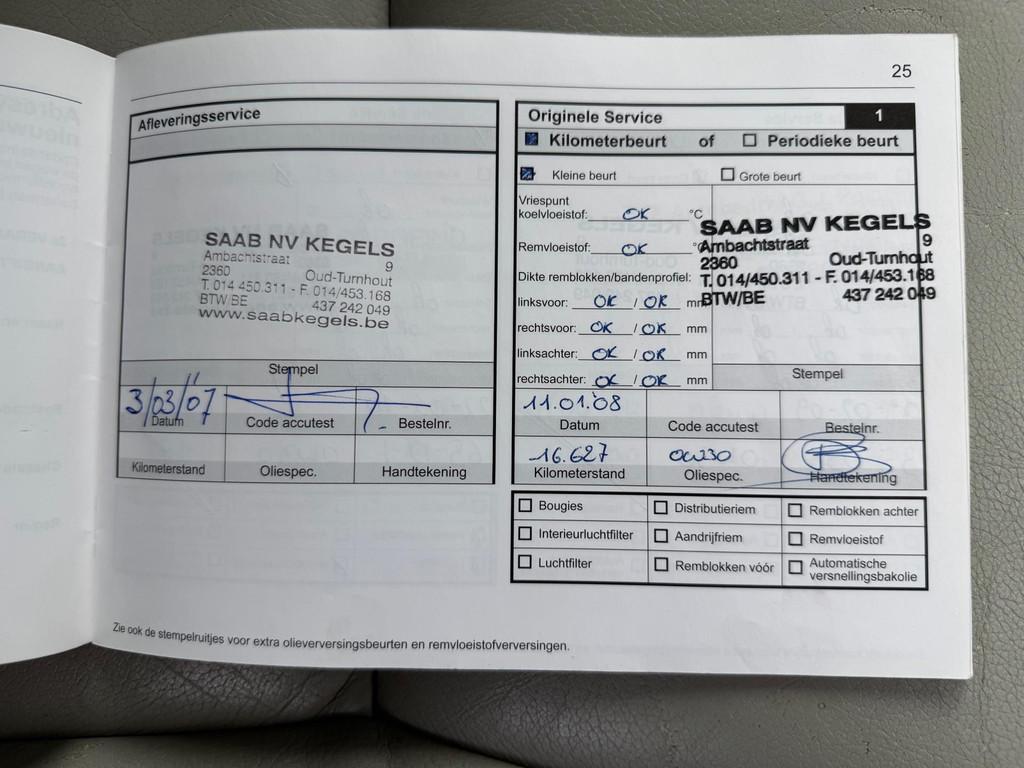 25
Afleveringsservice
SAAB NV KEGELS
Ambachtstraat 9
2360 Oud-Turnhout
T. 014 450.311 - F. 014/453.168
BTW BE 437 242 049
www.saabkegels.be
Stempel
3/03/07
Datum Code accutest Bestelnr.
Kilometerstand Oliespec. Handtekening
Originele Service 1
Kilometerbeurt of Periodieke beurt
Kleine beurt Grote beurt
Vriespunt
koelvloeistof: OK °C
Remvloeistof: OK °
Dikte remblokken/bandenprofiel:
linksvoor: OK / OK mm
rechtsvoor: OK / OK mm
linksachter: OK / OK mm
rechtsachter: OK / OK mm
SAAB NV KEGELS
Ambachtstraat 9
2360 Oud-Turnhout
T. 014/450.311 - F. 014/453.168
BTW/BE 437 242 049
Stempel
11.01.08
Datum Code accutest Bestelnr.
16.627 0W30
Kilometerstand Oliespec. Handtekening
Bougies Distributieriem Remblokken achter
Interieurluchtfilter Aandrijfriem Remvloeistof
Luchtfilter Remblokken vóór Automatische
versnellingsbakolie
Zie ook de stempelruitjes voor extra olieverversingsbeurten en remvloeistofverversingen.